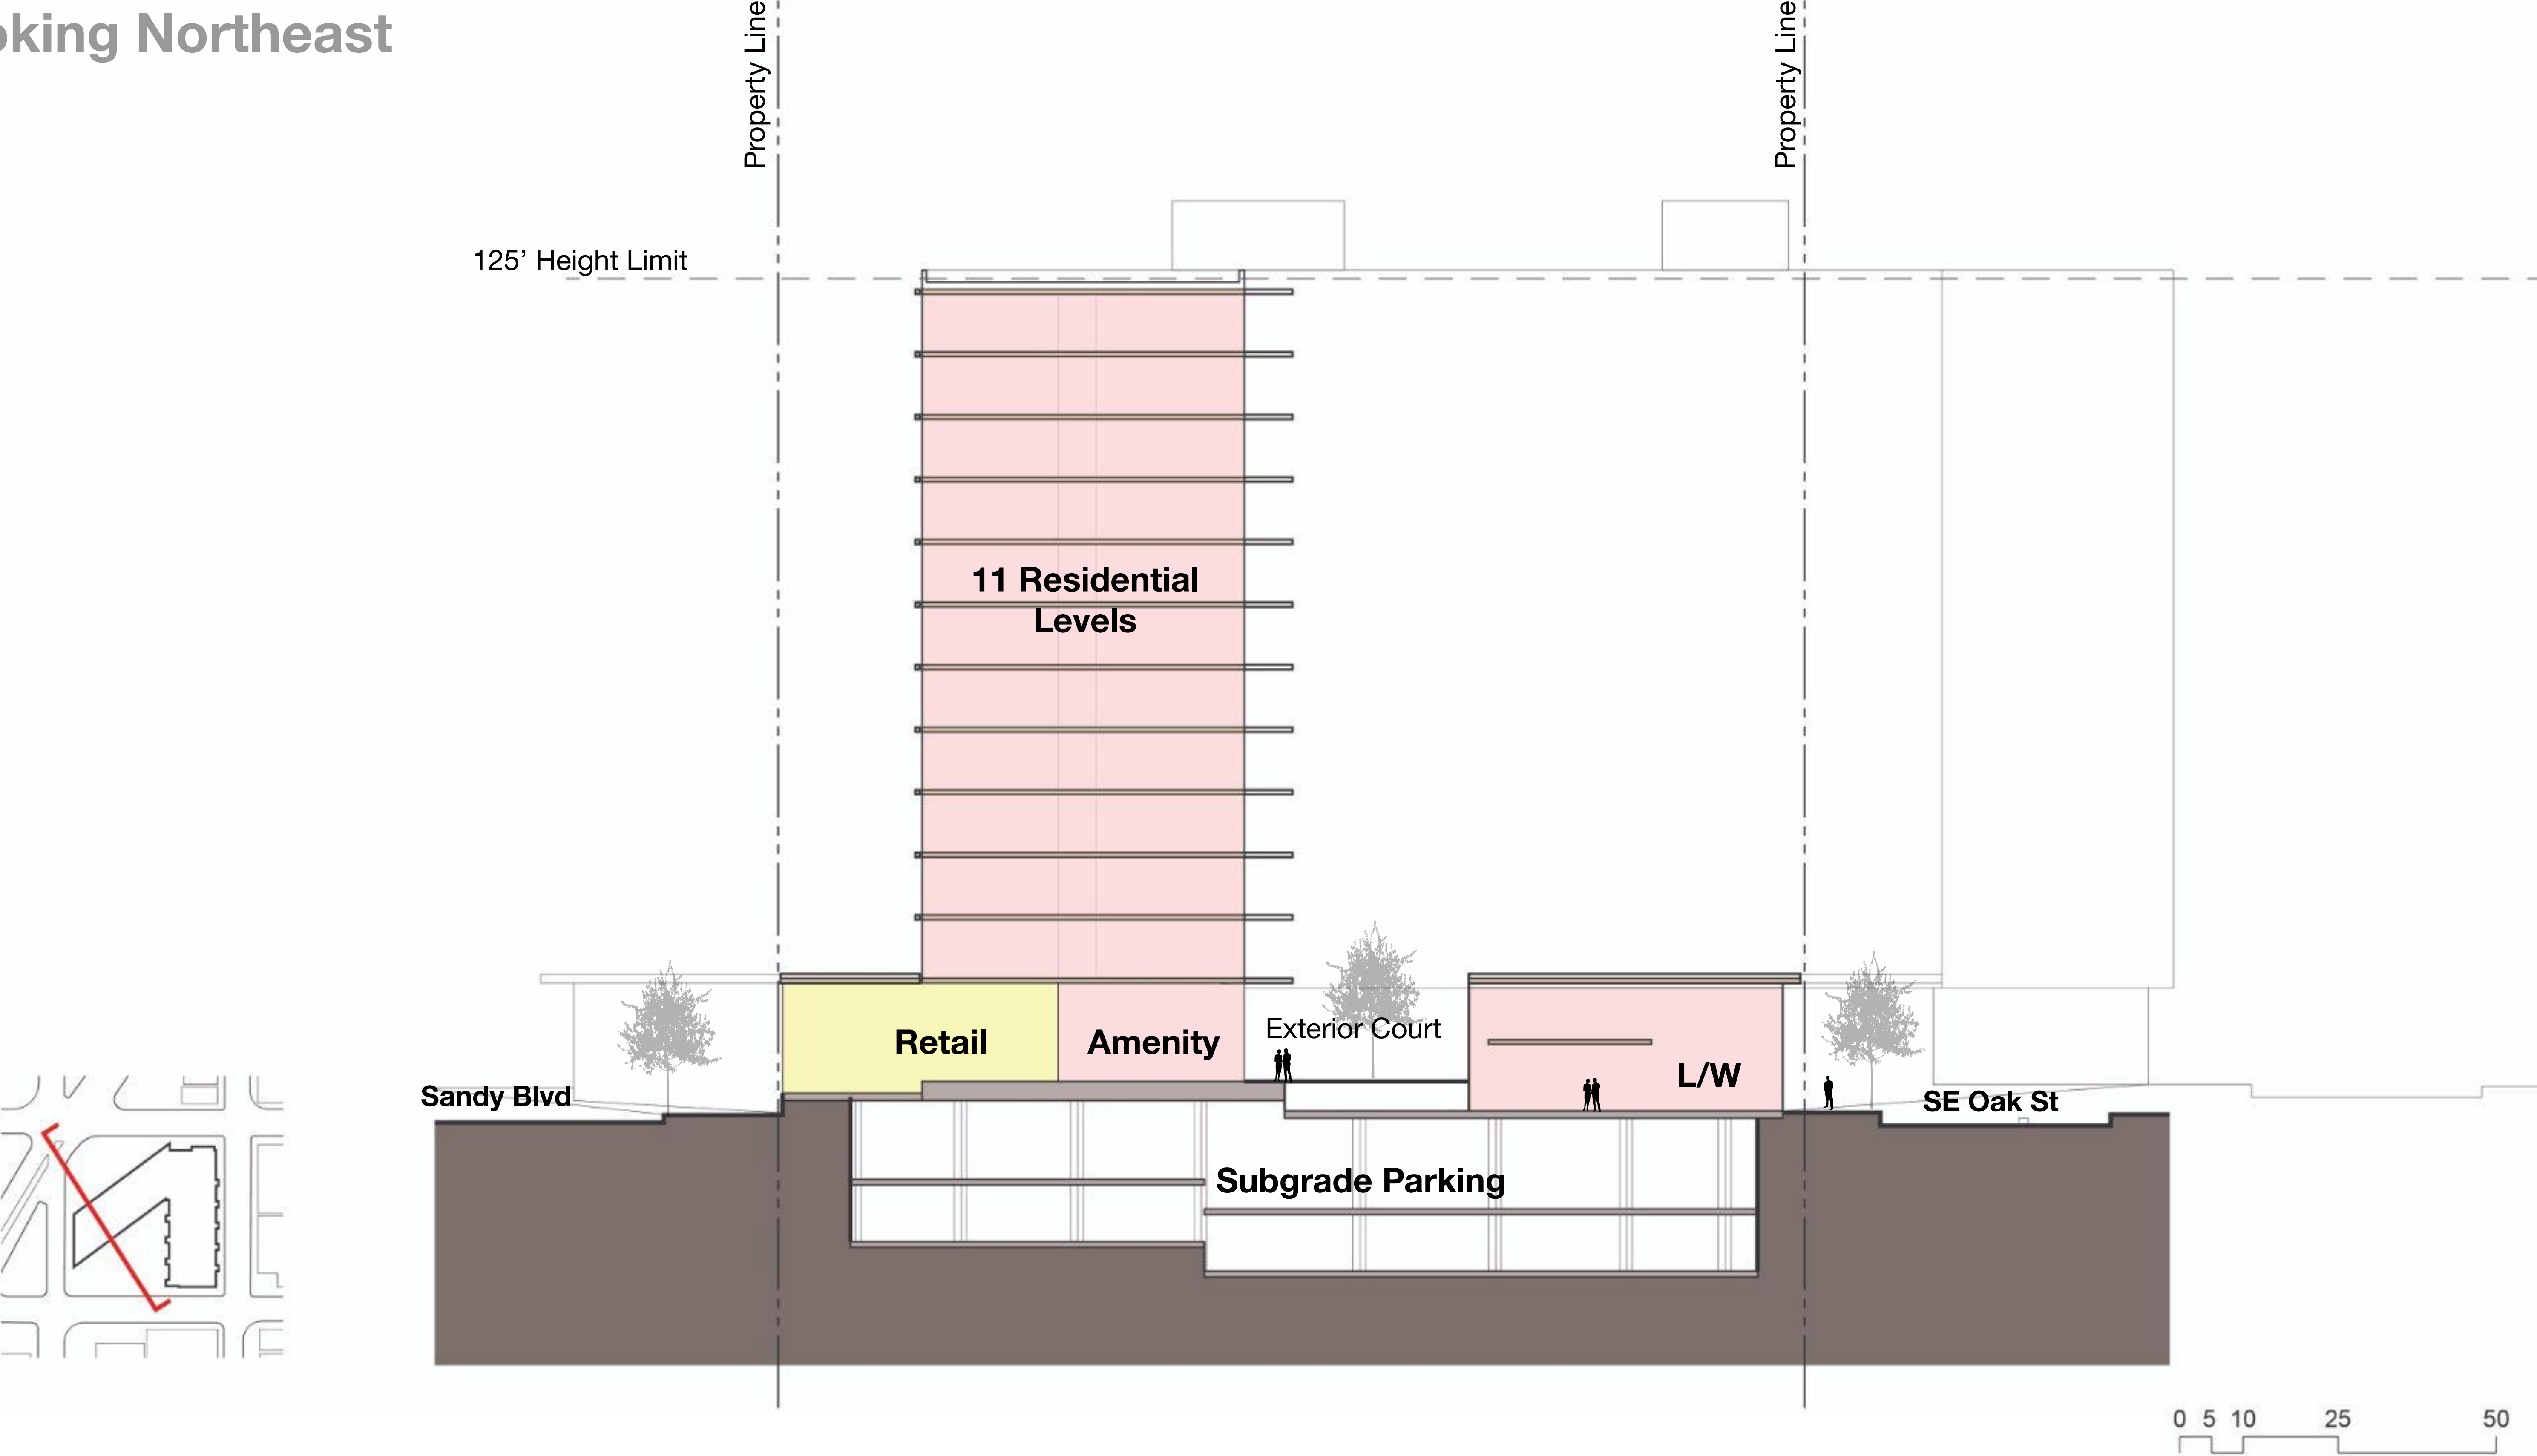 oking Northeast
Property Line
Property Line
125’ Height Limit
11 Residential
Levels
Retail
Amenity
Exterior Court
L/W
Sandy Blvd
SE Oak St
Subgrade Parking
0 5 10 25 50